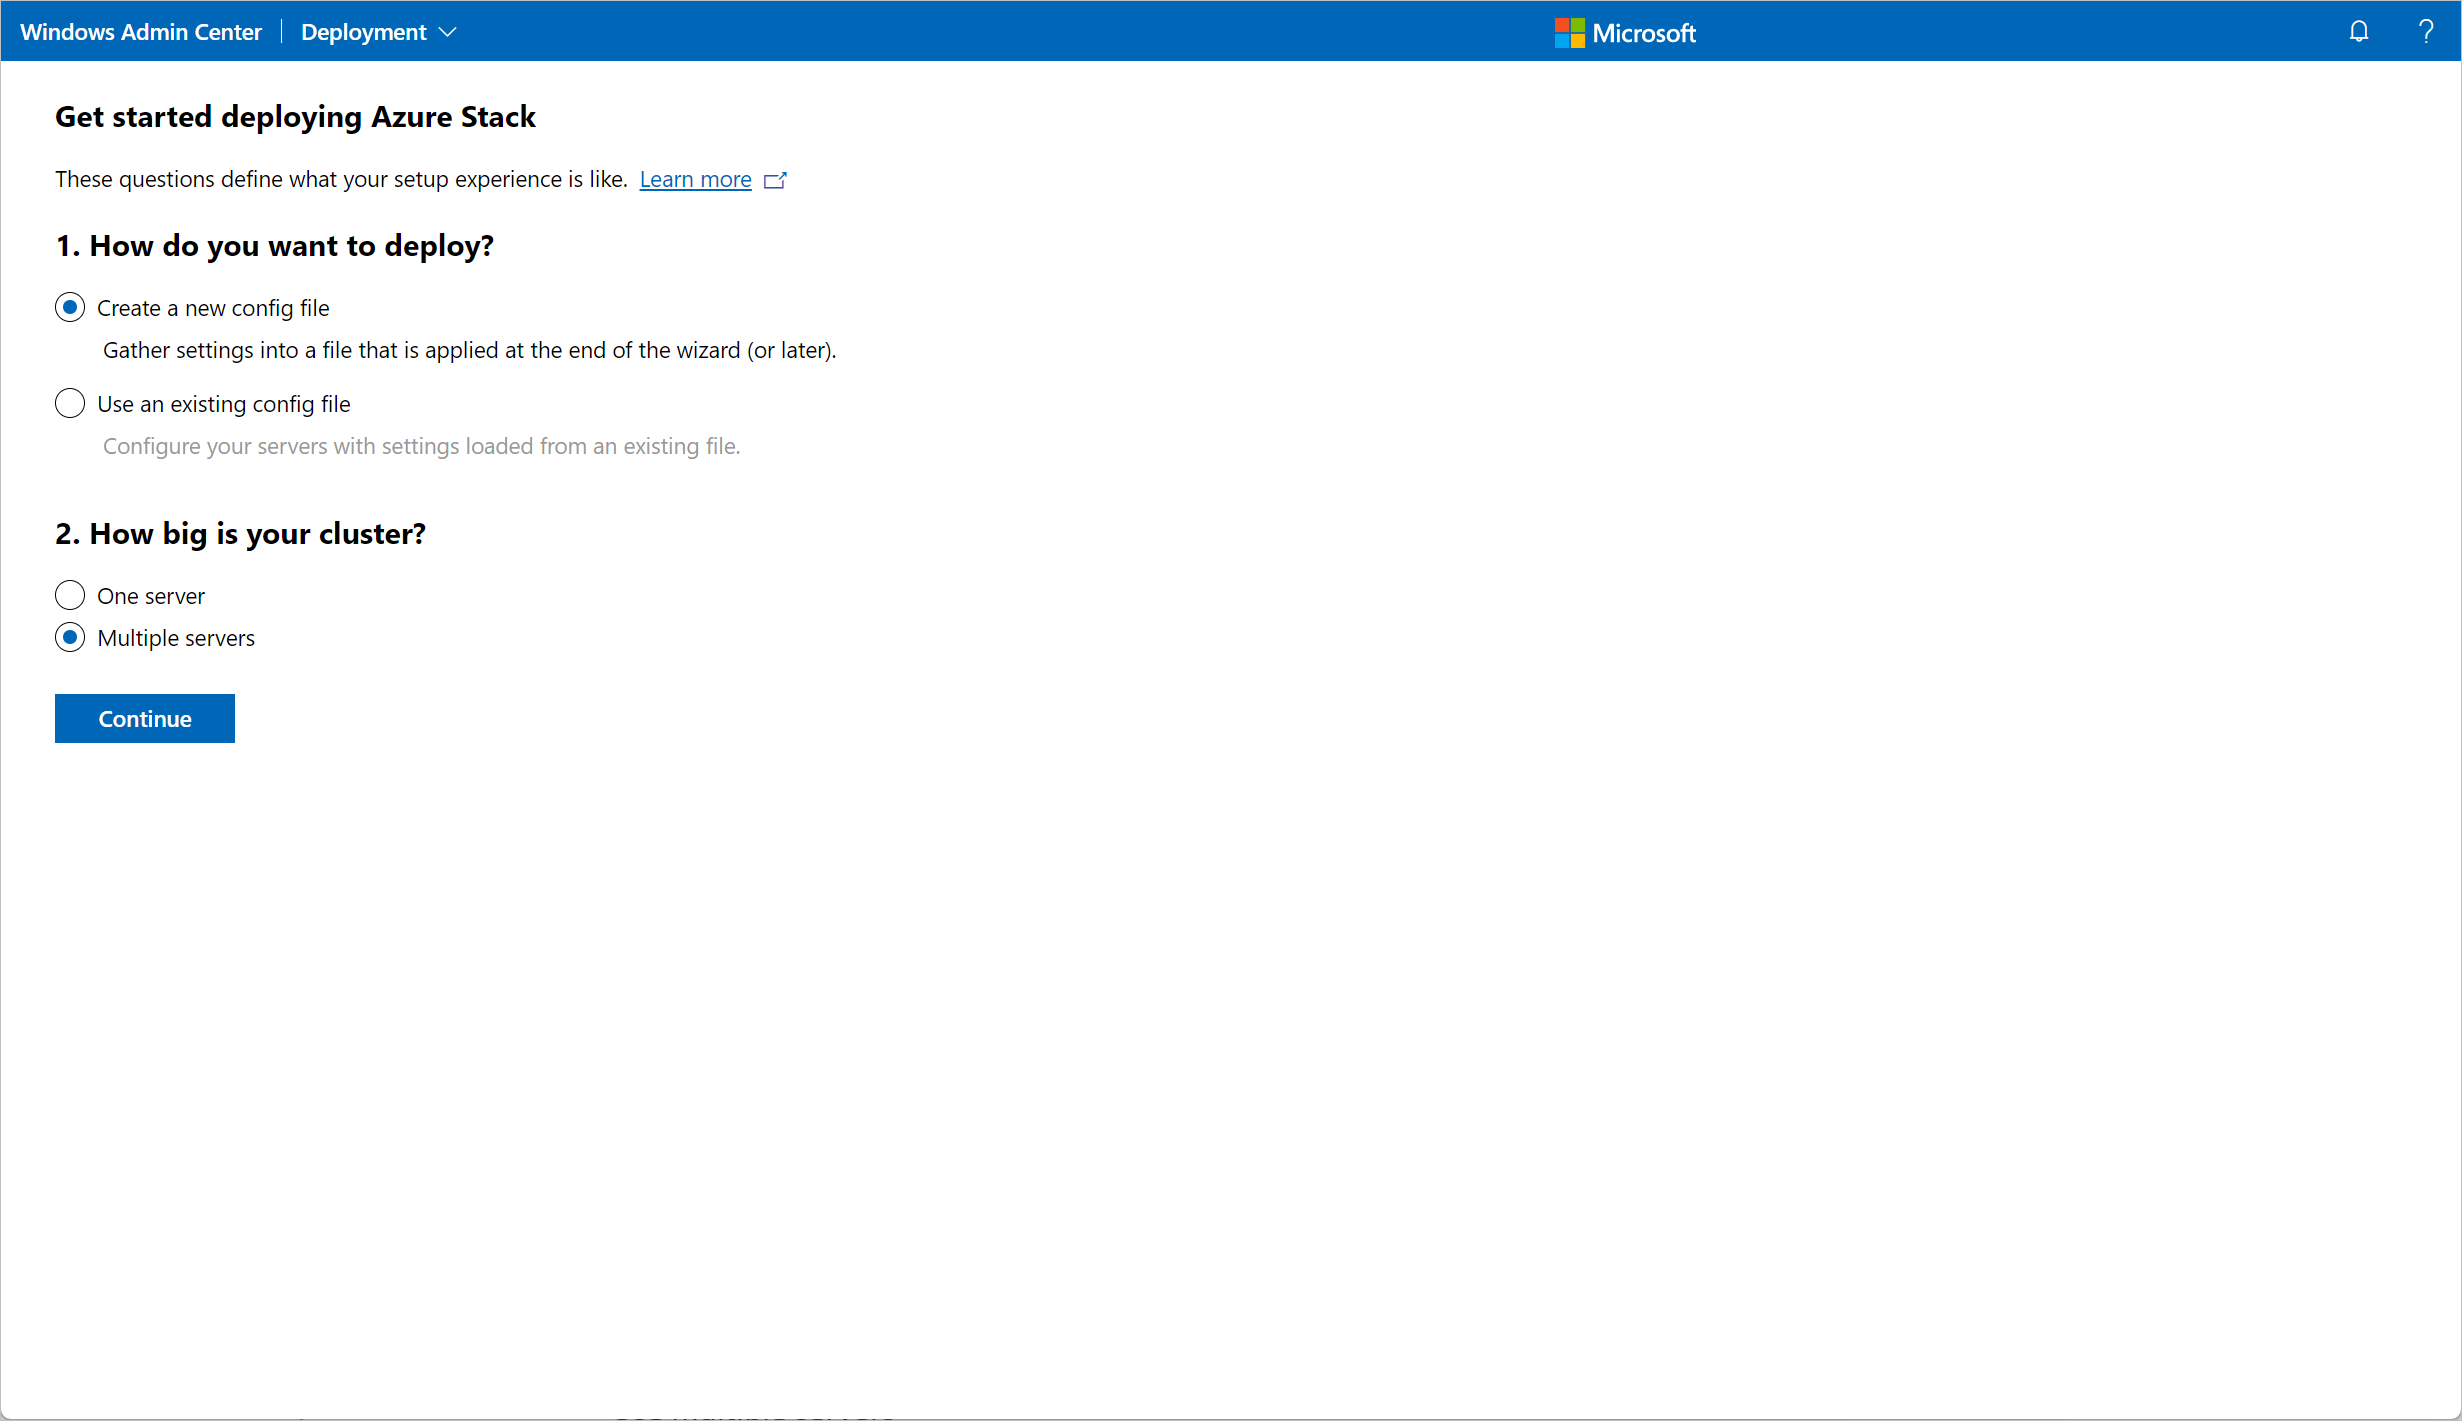 Windows Admin Center
Deployment
Microsoft
?
Get started deploying Azure Stack
These questions define what your setup experience is like. Learn more
1. How do you want to deploy?
Create a new config file
Gather settings into a file that is applied at the end of the wizard (or later).
Use an existing config file
Configure your servers with settings loaded from an existing file.
2. How big is your cluster?
One server
Multiple servers
Continue